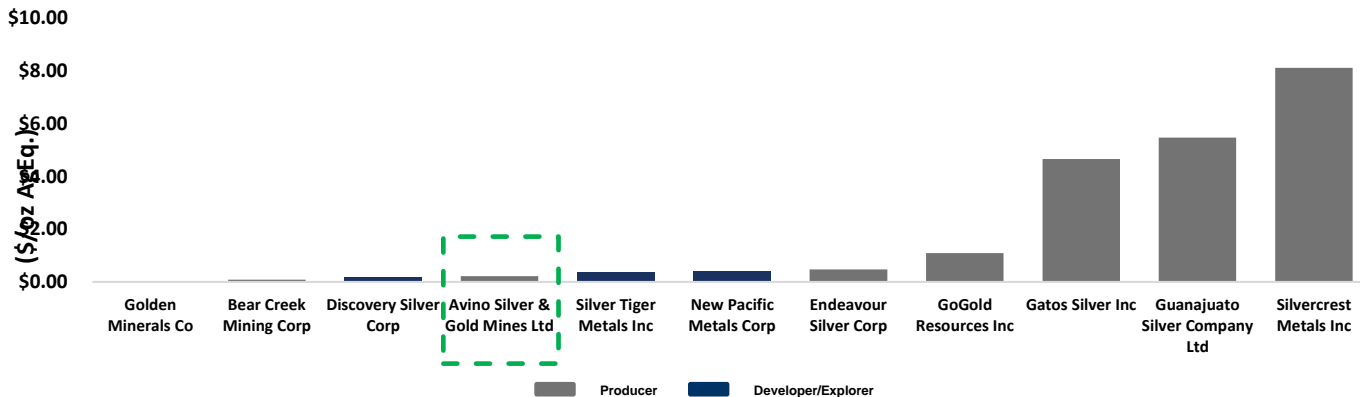 $10.00
$8.00
$6.00
$4.00
$2.00
$0.00
($/oz AgEq.)
Golden
Minerals Co
Bear Creek
Mining Corp
Discovery Silver
Corp
Avino Silver &
Gold Mines Ltd
Silver Tiger
Metals Inc
New Pacific
Metals Corp
Endeavour
Silver Corp
GoGold
Resources Inc
Gatos Silver Inc
Guanajuato
Silver Company
Ltd
Silvercrest
Metals Inc
Producer
Developer/Explorer